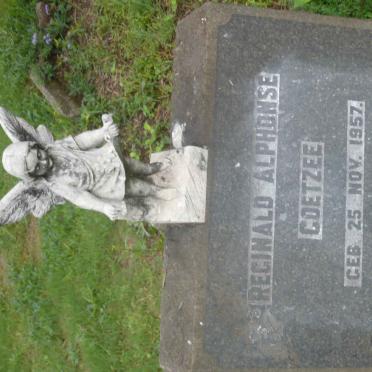 REGINALD ALPHONSE
COETZEE
GEB 25 NOV. 1957.